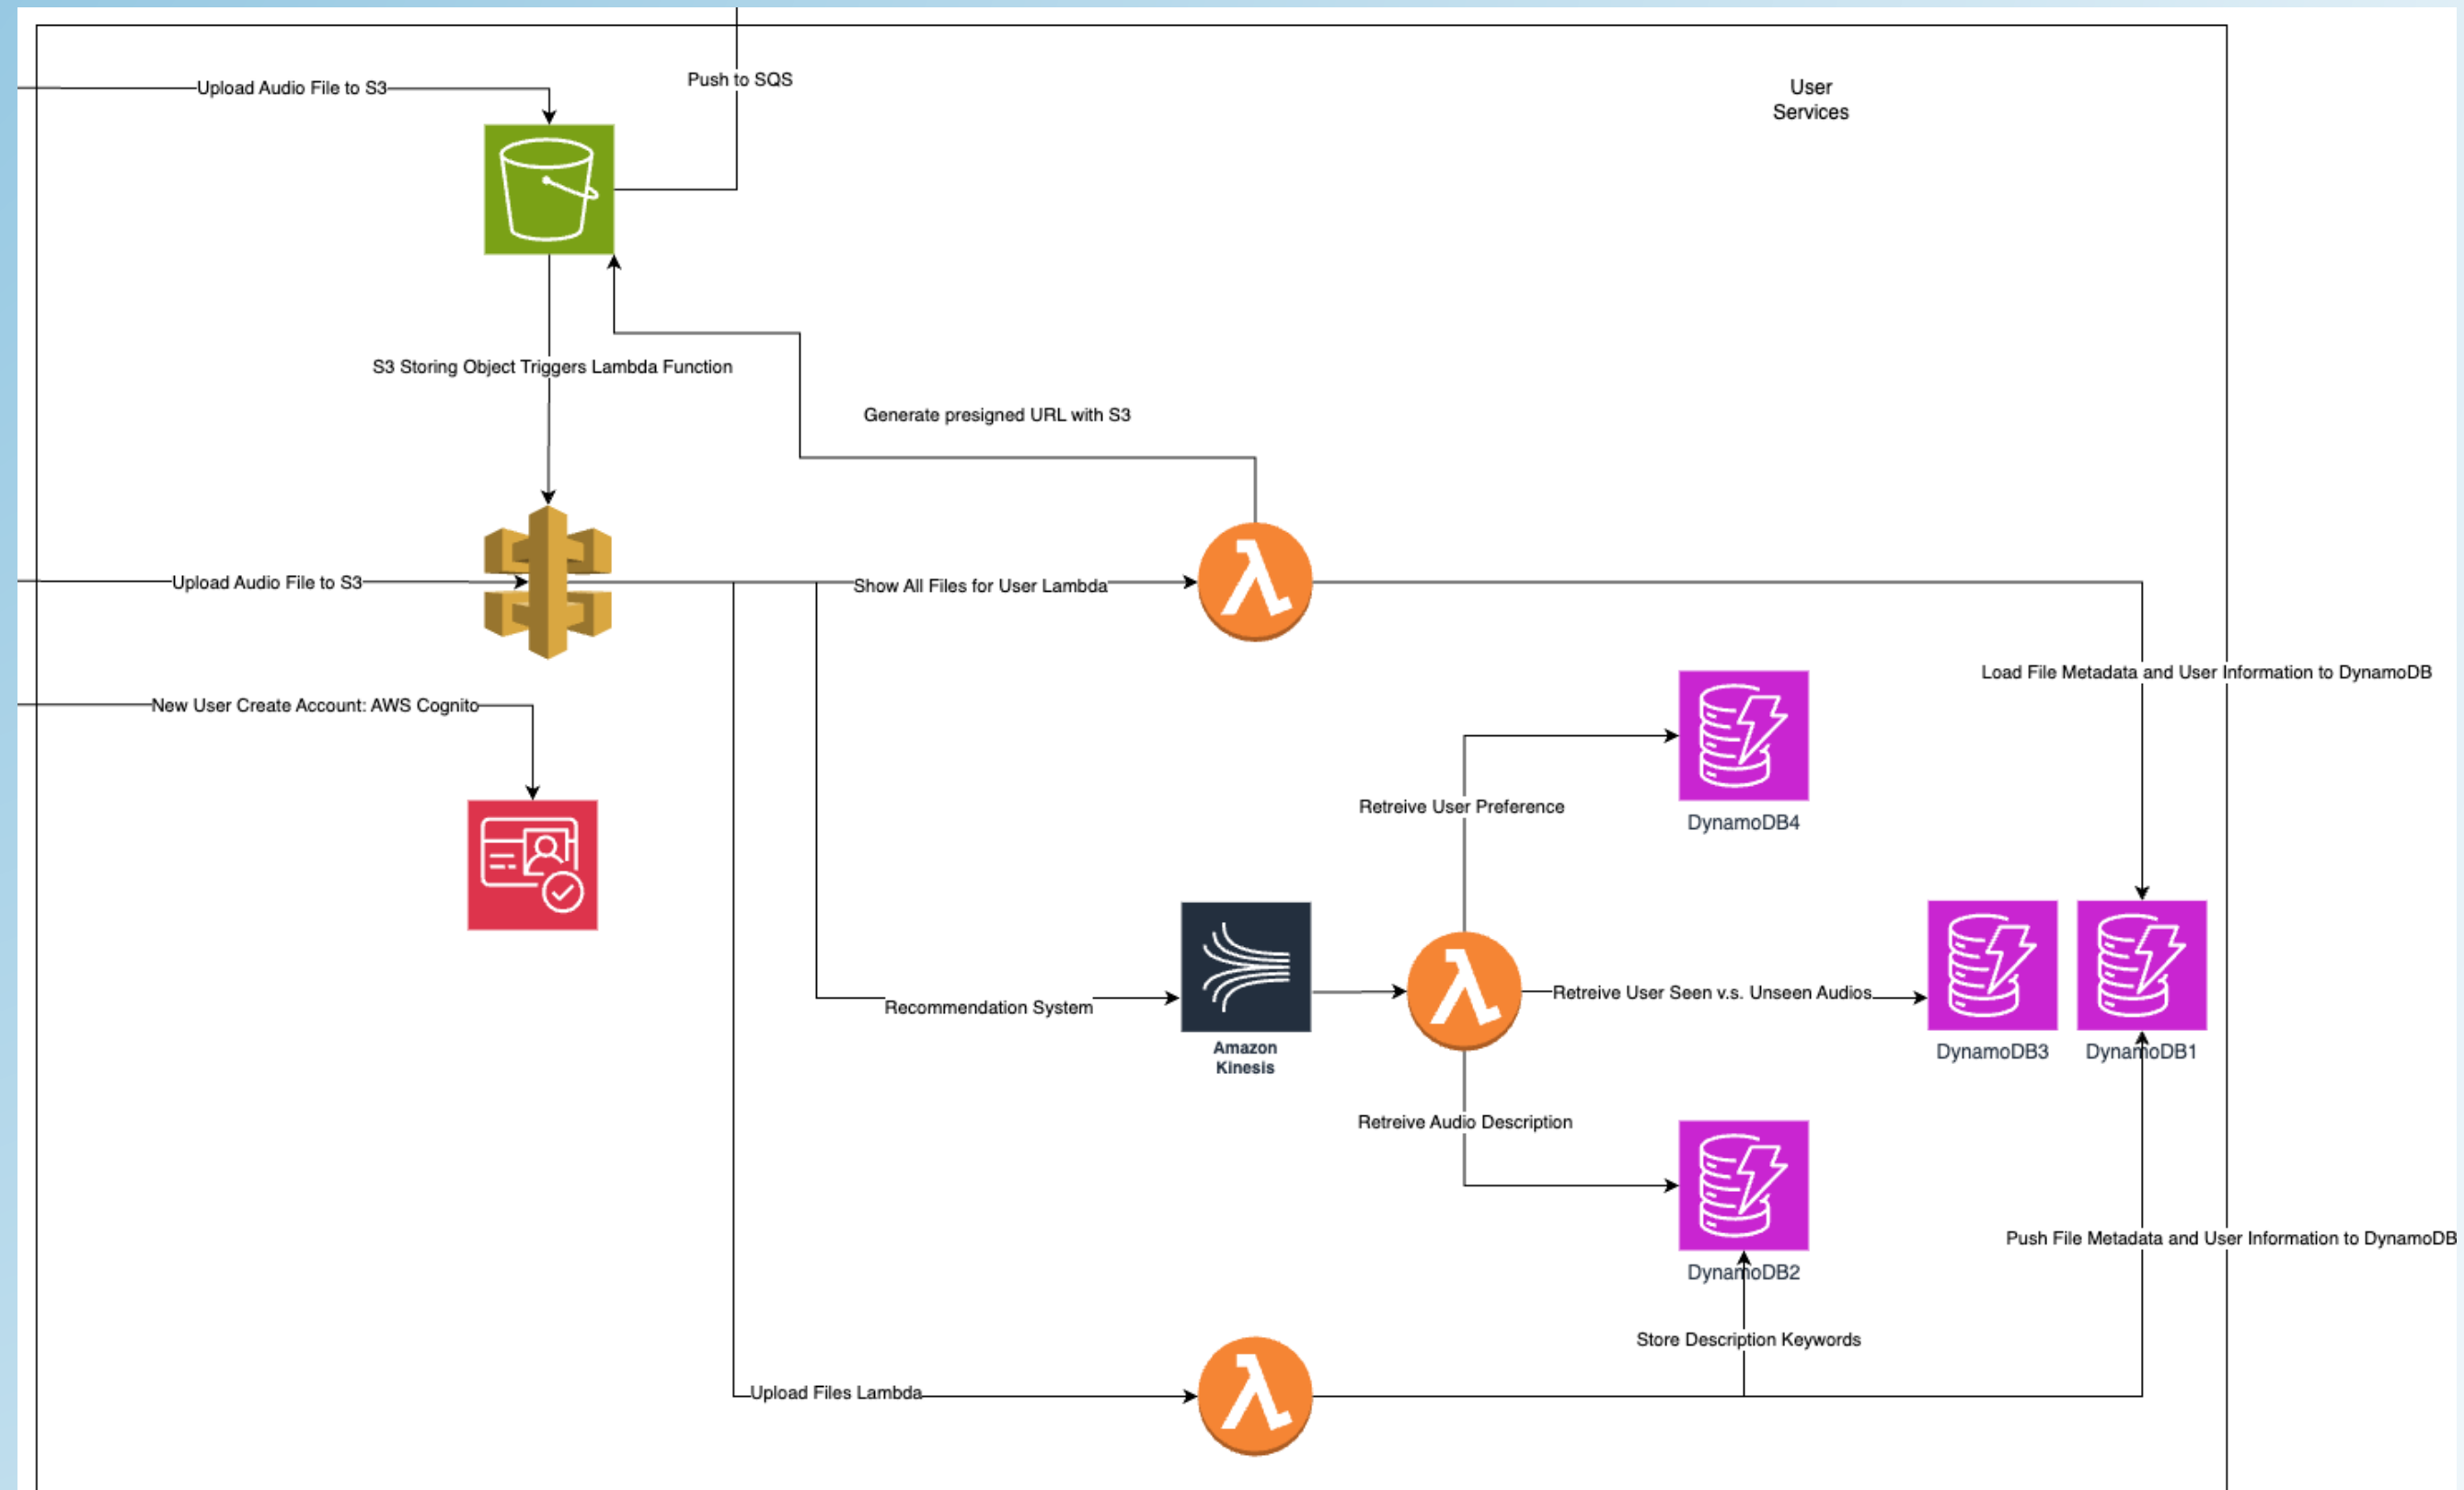 Upload Audio File to S3
Push to SQS
User
Services
S3 Storing Object Triggers Lambda Function
Generate presigned URL with S3
Upload Audio File to S3
Show All Files for User Lambda
Load File Metadata and User Information to DynamoDB
New User Create Account: AWS Cognito
Retreive User Preference
DynamoDB4
Retreive User Seen v.s. Unseen Audios
Recommendation System
Amazon
Kinesis
DynamoDB3
DynamoDB1
Retreive Audio Description
Push File Metadata and User Information to DynamoDB
DynamoDB2
Store Description Keywords
Upload Files Lambda